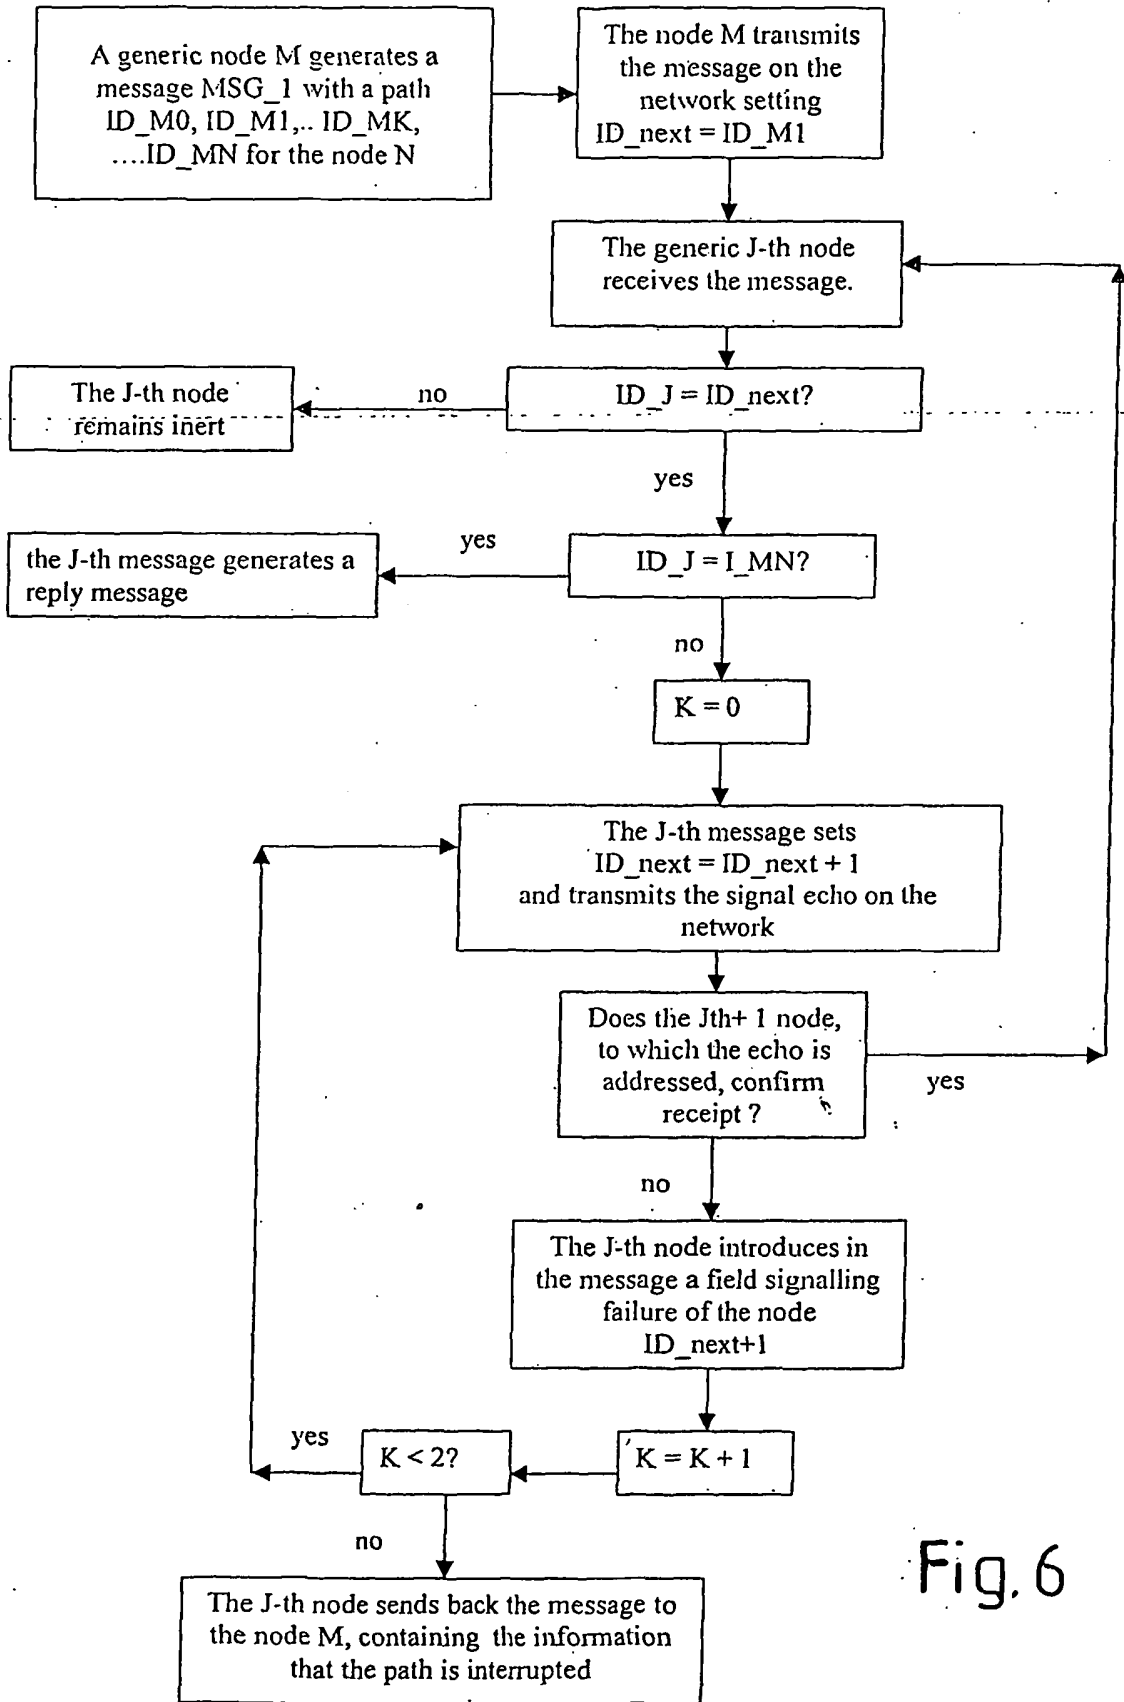 A generic node M generates a
message MSG_1 with a path
ID_M0, ID_M1,.. ID_MK,
....ID_MN for the node N
The node M transmits
the message on the
network setting
ID_next = ID_M1
The generic J-th node
receives the message.
ID_J = ID_next?
no
The J-th node
remains inert
yes
ID_J = I_MN?
yes
the J-th message generates a
reply message
no
K = 0
The J-th message sets
ID_next = ID_next + 1
and transmits the signal echo on the
network
Does the Jth+ 1 node,
to which the echo is
addressed, confirm
receipt ?
yes
no
The J-th node introduces in
the message a field signalling
failure of the node
ID_next+1
K = K + 1
K < 2?
yes
no
The J-th node sends back the message to
the node M, containing the information
that the path is interrupted
Fig. 6